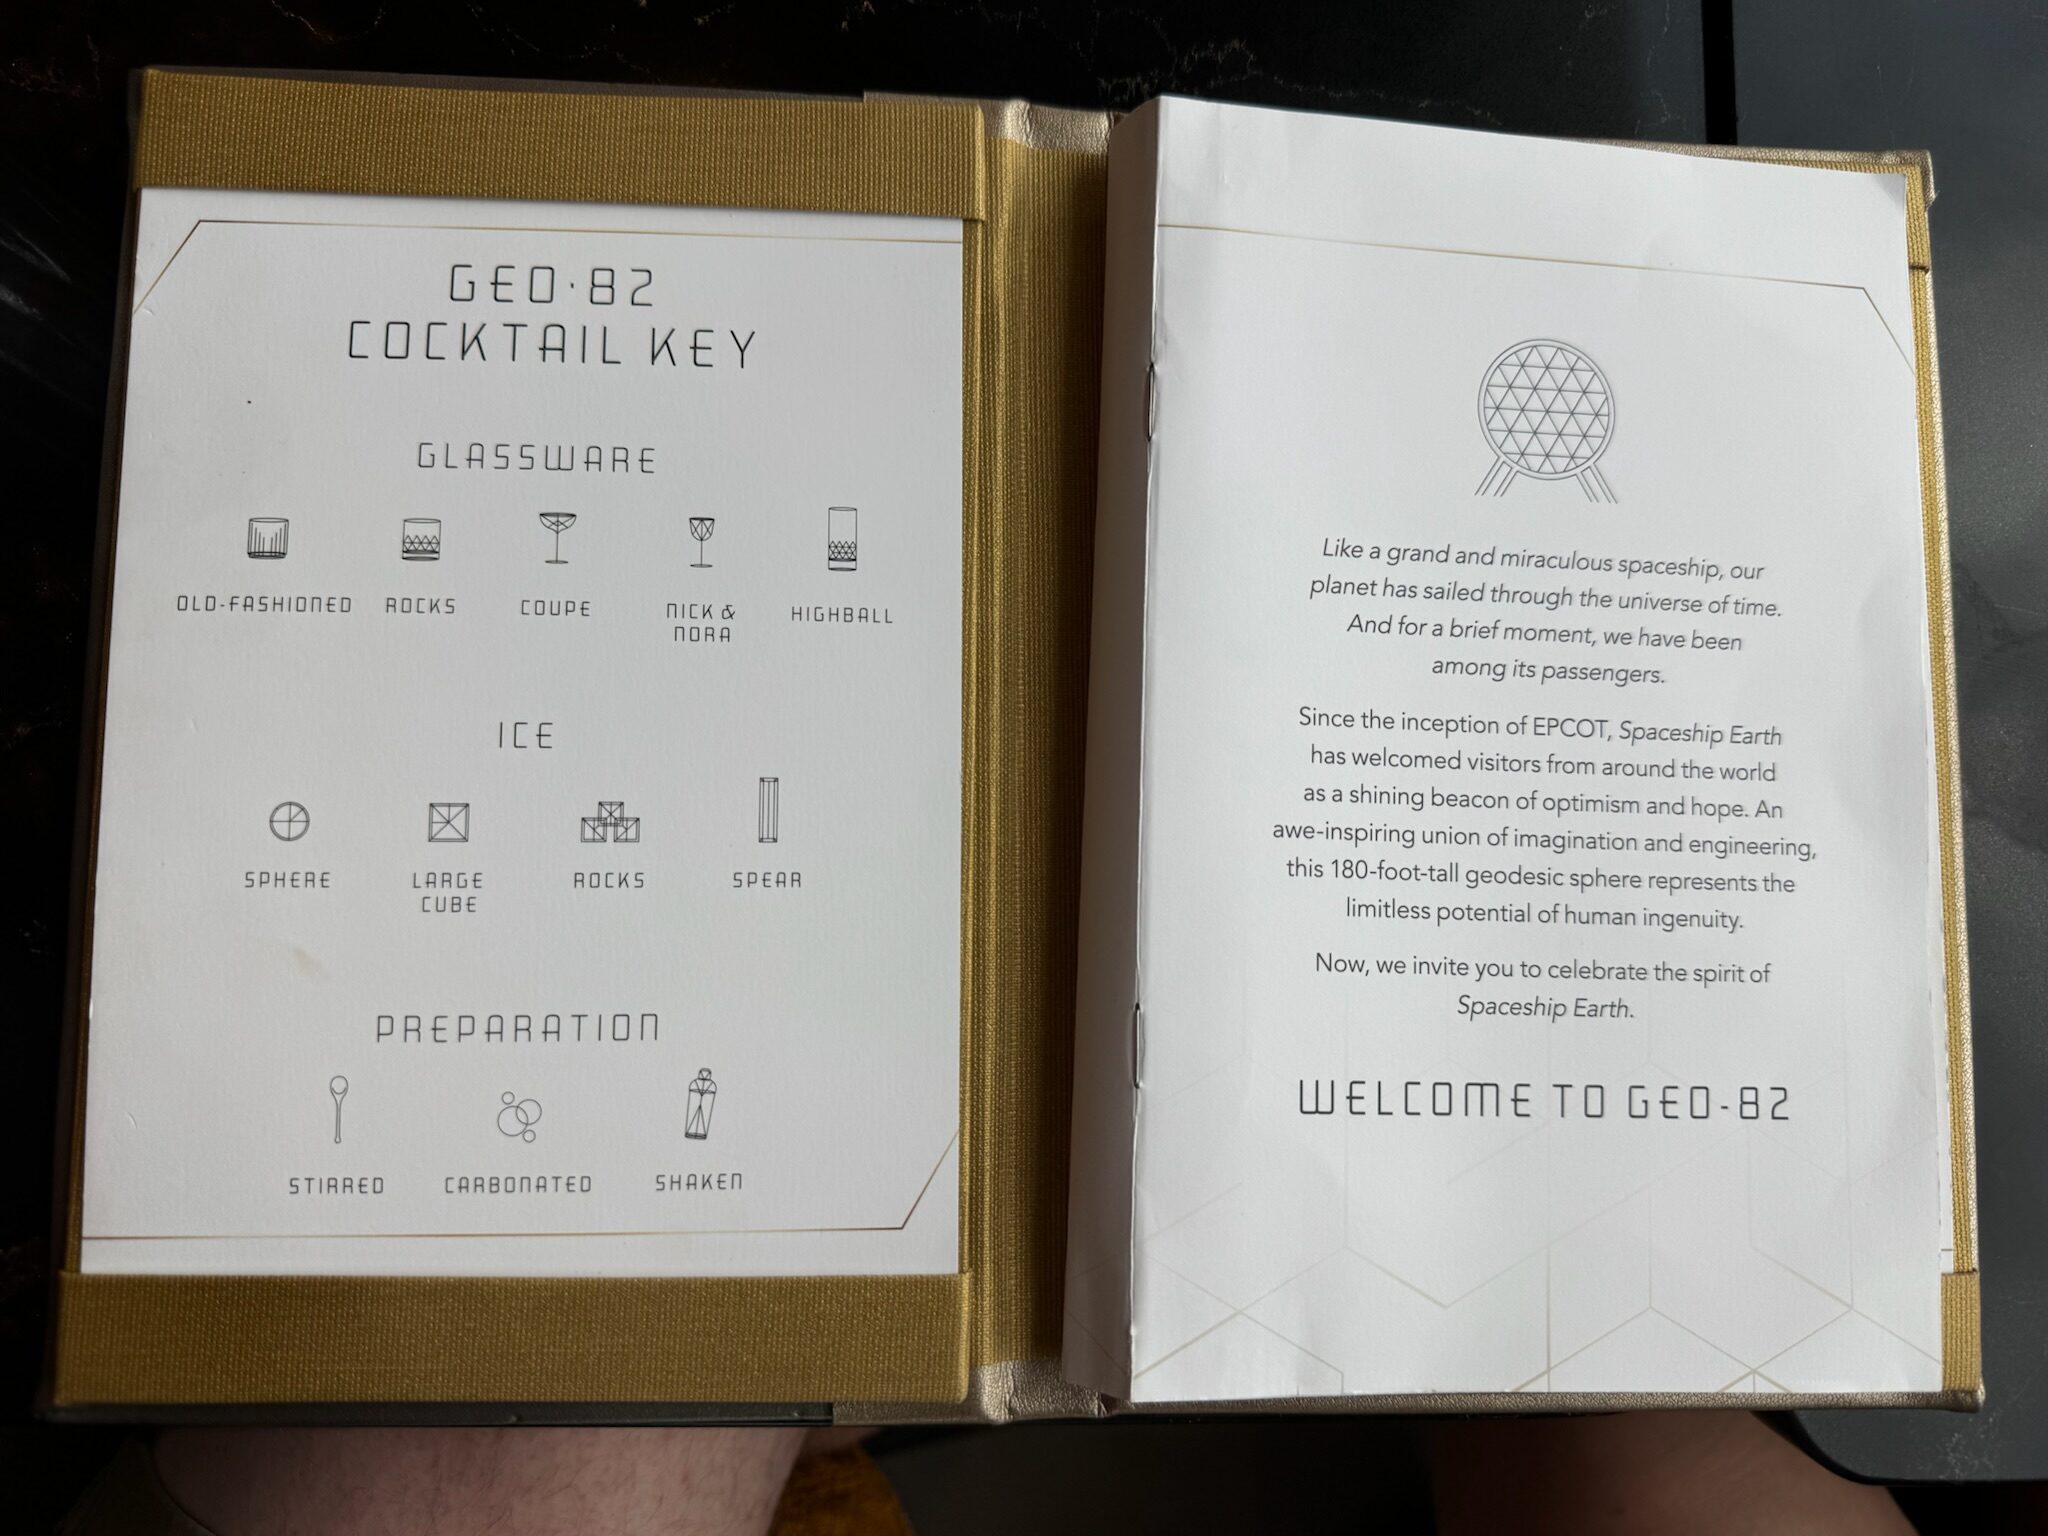 GEO·82
COCKTAIL KEY
GLASSWARE
OLD-FASHIONED ROCKS COUPE NICK & HIGHBALL
NORA
ICE
SPHERE LARGE ROCKS SPEAR
CUBE
PREPARATION
STIRRED CARBONATED SHAKEN
Like a grand and miraculous spaceship, our
planet has sailed through the universe of time.
And for a brief moment, we have been
among its passengers.
Since the inception of EPCOT, Spaceship Earth
has welcomed visitors from around the world
as a shining beacon of optimism and hope. An
awe-inspiring union of imagination and engineering,
this 180-foot-tall geodesic sphere represents the
limitless potential of human ingenuity.
Now, we invite you to celebrate the spirit of
Spaceship Earth.
WELCOME TO GEO-82